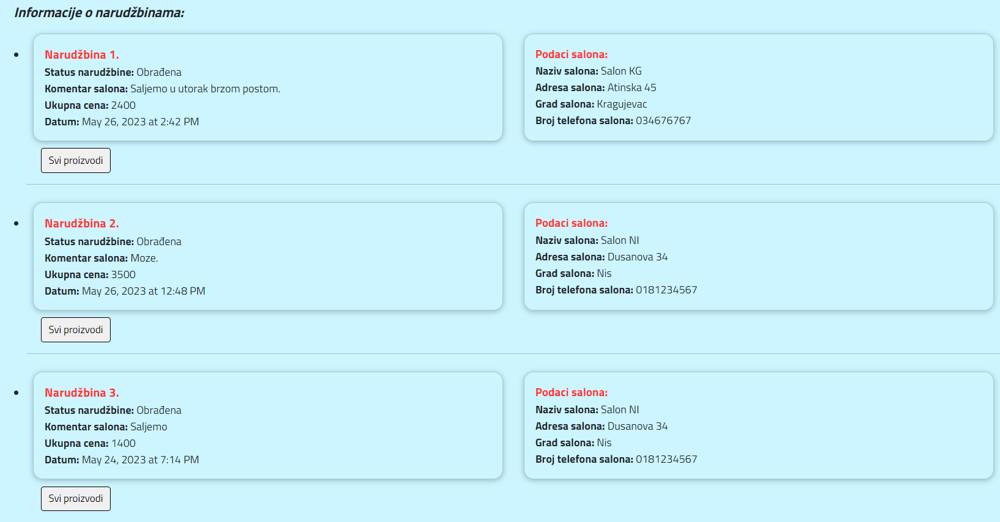 Informacije o narudžbinama:
Narudžbina 1.
Status narudžbine: Obrađena
Komentar salona: Saljemo u utorak brzom postom.
Ukupna cena: 2400
Datum: May 26, 2023 at 2:42 PM
Podaci salona:
Naziv salona: Salon KG
Adresa salona: Atinska 45
Grad salona: Kragujevac
Broj telefona salona: 034676767
Svi proizvodi
Narudžbina 2.
Status narudžbine: Obrađena
Komentar salona: Moze.
Ukupna cena: 3500
Datum: May 26, 2023 at 12:48 PM
Podaci salona:
Naziv salona: Salon NI
Adresa salona: Dusanova 34
Grad salona: Nis
Broj telefona salona: 0181234567
Svi proizvodi
Narudžbina 3.
Status narudžbine: Obrađena
Komentar salona: Saljemo
Ukupna cena: 1400
Datum: May 24, 2023 at 7:14 PM
Podaci salona:
Naziv salona: Salon NI
Adresa salona: Dusanova 34
Grad salona: Nis
Broj telefona salona: 0181234567
Svi proizvodi